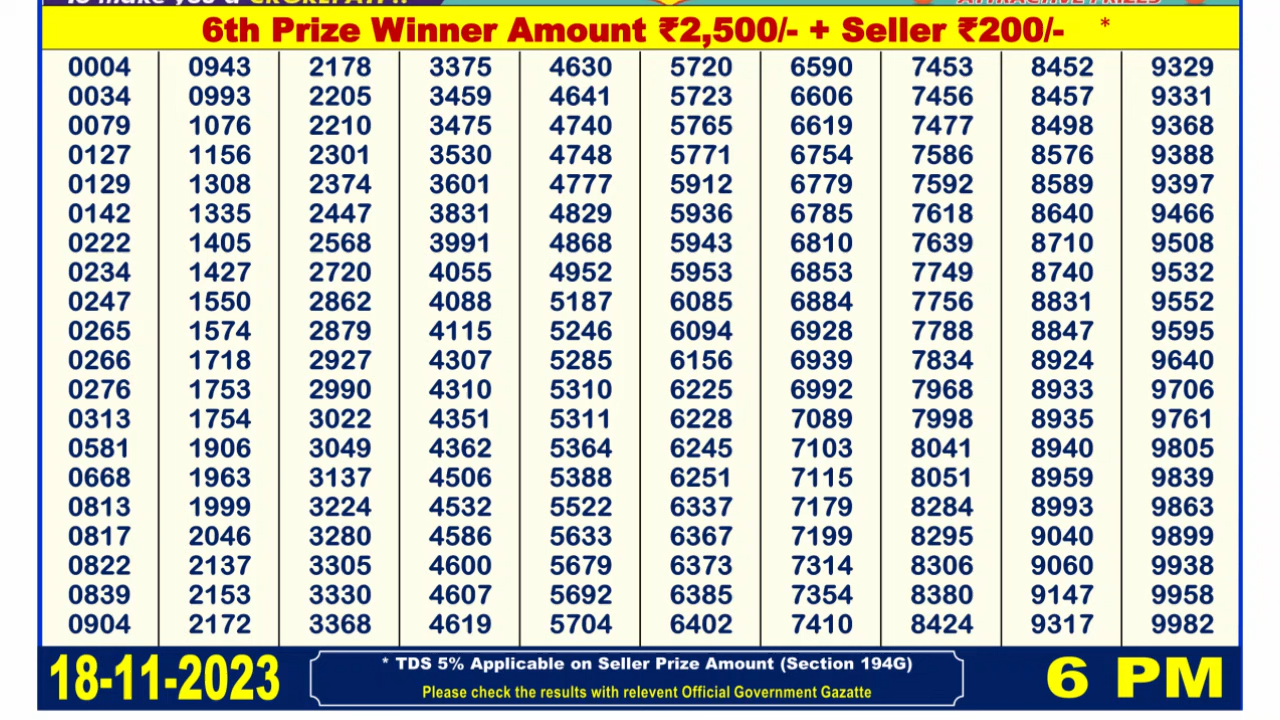 To make you a CROREPATI !!
ATTRACTIVE PRIZES
6th Prize Winner Amount ₹2,500/- + Seller ₹200/- *
0004 0943 2178 3375 4630 5720 6590 7453 8452 9329
0034 0993 2205 3459 4641 5723 6606 7456 8457 9331
0079 1076 2210 3475 4740 5765 6619 7477 8498 9368
0127 1156 2301 3530 4748 5771 6754 7586 8576 9388
0129 1308 2374 3601 4777 5912 6779 7592 8589 9397
0142 1335 2447 3831 4829 5936 6785 7618 8640 9466
0222 1405 2568 3991 4868 5943 6810 7639 8710 9508
0234 1427 2720 4055 4952 5953 6853 7749 8740 9532
0247 1550 2862 4088 5187 6085 6884 7756 8831 9552
0265 1574 2879 4115 5246 6094 6928 7788 8847 9595
0266 1718 2927 4307 5285 6156 6939 7834 8924 9640
0276 1753 2990 4310 5310 6225 6992 7968 8933 9706
0313 1754 3022 4351 5311 6228 7089 7998 8935 9761
0581 1906 3049 4362 5364 6245 7103 8041 8940 9805
0668 1963 3137 4506 5388 6251 7115 8051 8959 9839
0813 1999 3224 4532 5522 6337 7179 8284 8993 9863
0817 2046 3280 4586 5633 6367 7199 8295 9040 9899
0822 2137 3305 4600 5679 6373 7314 8306 9060 9938
0839 2153 3330 4607 5692 6385 7354 8380 9147 9958
0904 2172 3368 4619 5704 6402 7410 8424 9317 9982
18-11-2023
* TDS 5% Applicable on Seller Prize Amount (Section 194G)
Please check the results with relevent Official Government Gazatte
6 PM